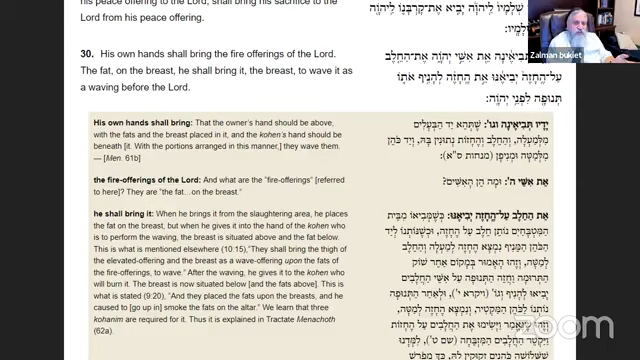 his peace offering to the Lord, shall bring his sacrifice to the
Lord from his peace offering.
30. His own hands shall bring the fire offerings of the Lord.
The fat, on the breast, he shall bring it, the breast, to wave it as
a waving before the Lord.
His own hands shall bring: That the owner's hand should be above,
with the fats and the breast placed in it, and the kohen's hand should be
beneath [it. With the portions arranged in this manner,] they wave them.
— [Men. 61b]
the fire-offerings of the Lord: And what are the "fire-offerings" [referred
to here]? They are "the fat…on the breast."
he shall bring it: When he brings it from the slaughtering area, he places
the fat on the breast, but when he gives it into the hand of the kohen who
is to perform the waving, the breast is situated above and the fat below.
This is what is mentioned elsewhere (10:15),"They shall bring the thigh of
the elevated-offering and the breast as a wave-offering upon the fats of
the fire-offerings, to wave." After the waving, he gives it to the kohen who
will burn it. The breast is now situated below [and the fats above]. This
is what is stated (9:20), "And they placed the fats upon the breasts, and he
caused to [go up in] smoke the fats on the altar." We learn that three
kohanim are required for it. Thus it is explained in Tractate Menachoth
(62a).
שְׁלָמָיו לַיהֹוָה יָבִיא אֶת־קׇרְבָּנוֹ לַיהֹוָה
שְׁלָמָיו:
תְּבִיאֶינָה אֵת אִשֵּׁי יְהֹוָה אֶת־הַחֵלֶב
עַל־הֶחָזֶה יְבִיאֶנּוּ אֵת הֶחָזֶה לְהָנִיף אֹתוֹ
תְּנוּפָה לִפְנֵי יְהֹוָה:
יָדָיו תְּבִיאֶינָה וגו': שֶׁתְּהֵא יַד הַבְּעָלִים
מִלְמַעְלָה, וְהַחֵלֶב וְהֶחָזוֹת נְתוּנִין בָּהּ, וְיַד כֹּהֵן
מִלְמַטָּה וּמְנִיפָן (מנחות ס"א):
אֵת אִשֵּׁי ה': וּמָה הֵן הָאִשִּׁים?
אֶת הַחֵלֶב עַל־הֶחָזֶה יְבִיאֶנּוּ: כְּשֶׁמְּבִיאוֹ מִבֵּית
הַמִּטְבָּחַיִם נוֹתֵן חֵלֶב עַל הֶחָזֶה, וּכְשֶׁנּוֹתְנוֹ לְיַד
הַכֹּהֵן הַמֵּנִיף נִמְצָא הֶחָזֶה לְמַעְלָה וְהַחֵלֶב
לְמַטָּה, וְזֶהוּ הָאָמוּר בְּמָקוֹם אַחֵר שׁוֹק
הַתְּרוּמָה וַחֲזֵה הַתְּנוּפָה עַל אִשֵּׁי הַחֲלָבִים
יָבִיאוּ לְהָנִיף וְגוֹ' (ויקרא י'), וּלְאַחַר הַתְּנוּפָה
נוֹתְנוֹ לַכֹּהֵן הַמַּקְטִיר, וְנִמְצָא הֶחָזֶה לְמַטָּה,
וְזֶהוּ שֶׁנֶּאֱמַר וַיָּשִׂימוּ אֶת הַחֲלָבִים עַל הֶחָזוֹת
וַיַּקְטֵר הַחֲלָבִים הַמִּזְבֵּחָה (שם ט'), לָמַדְנוּ
שֶׁשְּׁלוֹשָׁה כֹּהֲנִים זְקוּקִין לָהּ, כָּךְ מְפֹרָשׁ
Zalman bukiet
zoom